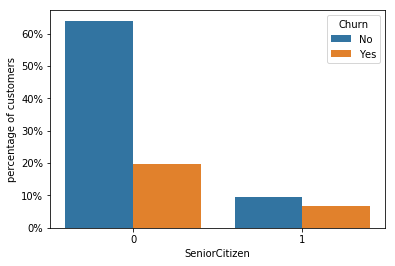 Churn
No
Yes
percentage of customers
60%
50%
40%
30%
20%
10%
0%
0
1
SeniorCitizen